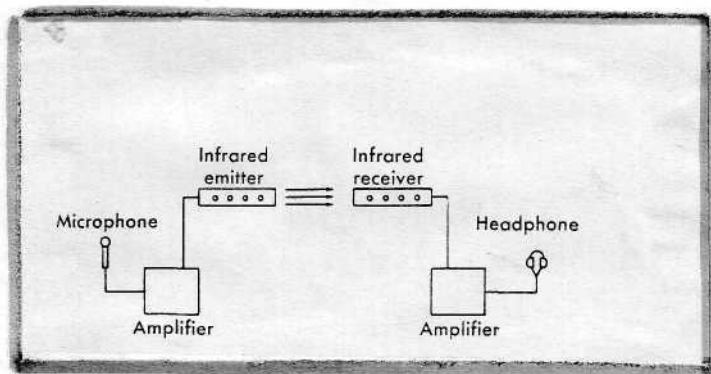 Infrared
emitter
Infrared
receiver
Microphone
Headphone
Amplifier
Amplifier